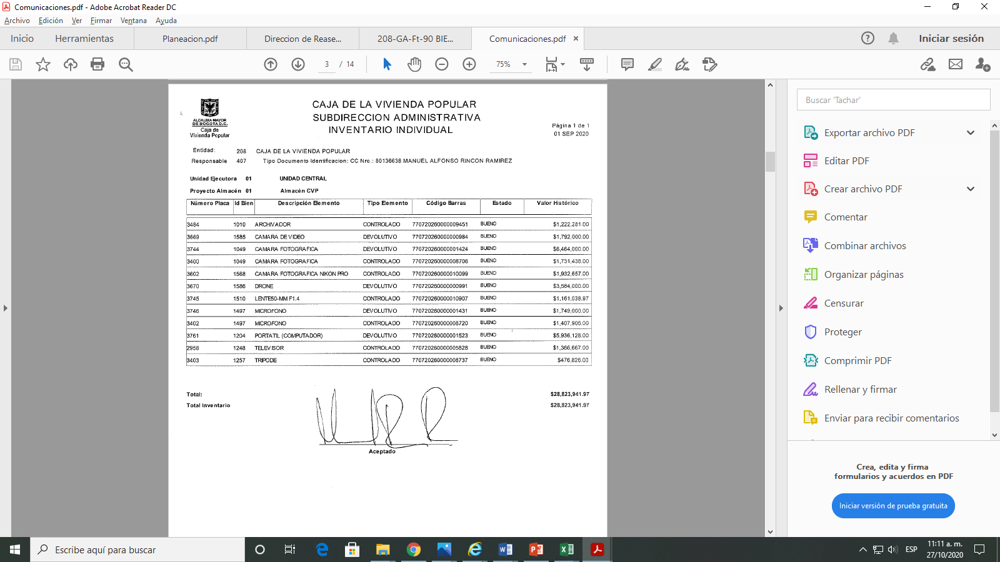 Comunicaciones.pdf - Adobe Acrobat Reader DC
Archivo Edición Ver Firmar Ventana Ayuda
Inicio Herramientas Planeacion.pdf Direccion de Rease... 208-GA-Ft-90 BIE... Comunicaciones.pdf × Iniciar sesión
3 / 14 75%
ALCALDIA MAYOR
DE BOGOTA D.C.
Caja de
Vivienda Popular
CAJA DE LA VIVIENDA POPULAR
SUBDIRECCION ADMINISTRATIVA
INVENTARIO INDIVIDUAL
Página 1 de 1
01 SEP 2020
Entidad: 208 CAJA DE LA VIVIENDA POPULAR
Responsable 407 Tipo Documento Identificacion: CC Nro.: 80136638 MANUEL ALFONSO RINCON RAMIREZ
Unidad Ejecutora 01 UNIDAD CENTRAL
Proyecto Almacén 01 Almacén CVP
Número Placa Id Bien Descripción Elemento Tipo Elemento Código Barras Estado Valor Histórico
3484 1010 ARCHIVADOR CONTROLADO 770720260000009451 BUENO $1,222,281.00
3669 1585 CAMARA DE VIDEO DEVOLUTIVO 770720260000000984 BUENO $1,792,000.00
3744 1049 CAMARA FOTOGRAFICA DEVOLUTIVO 770720260000001424 BUENO $6,464,000.00
3400 1049 CAMARA FOTOGRAFICA CONTROLADO 770720260000008706 BUENO $1,731,438.00
3602 1568 CAMARA FOTOGRAFICA NIKON PRO CONTROLADO 770720260000010099 BUENO $1,932,657.00
3670 1586 DRONE DEVOLUTIVO 770720260000000991 BUENO $3,584,000.00
3745 1510 LENTE50-MM.F1.4 CONTROLADO 770720260000010907 BUENO $1,161,038.97
3746 1497 MICROFONO DEVOLUTIVO 770720260000001431 BUENO $1,749,000.00
3402 1497 MICROFONO CONTROLADO 770720260000008720 BUENO $1,407,906.00
3761 1204 PORTATIL (COMPUTADOR) DEVOLUTIVO 770720260000001523 BUENO $5,936,128.00
2958 1248 TELEVISOR CONTROLADO 770720260000005828 BUENO $1,366,667.00
3403 1257 TRIPODE CONTROLADO 770720260000008737 BUENO $476,826.00
Total: $28,823,941.97
Total Inventario $28,823,941.97
Aceptado
Buscar 'Tachar'
Exportar archivo PDF
Editar PDF
Crear archivo PDF
Comentar
Combinar archivos
Organizar páginas
Censurar
Proteger
Comprimir PDF
Rellenar y firmar
Enviar para recibir comentarios
Crea, edita y firma
formularios y acuerdos en PDF
Iniciar versión de prueba gratuita
Escribe aquí para buscar
ESP
11:11 a. m.
27/10/2020